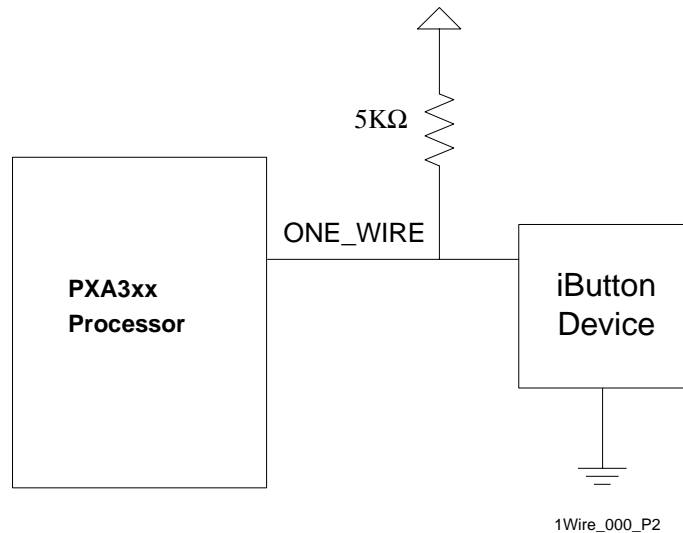 5KΩ
ONE_WIRE
PXA3xx
Processor
iButton
Device
1Wire_000_P2